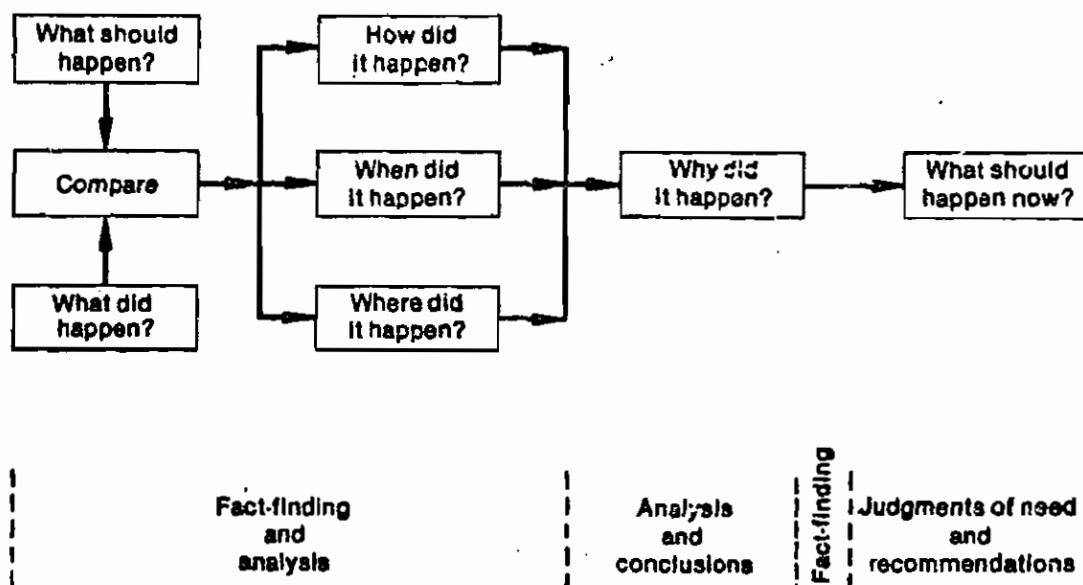 What should
happen?
Compare
What did
happen?
How did
it happen?
When did
it happen?
Where did
it happen?
Why did
it happen?
What should
happen now?
Fact-finding
and
analysis
Analysis
and
conclusions
Fact-finding
Judgments of need
and
recommendations